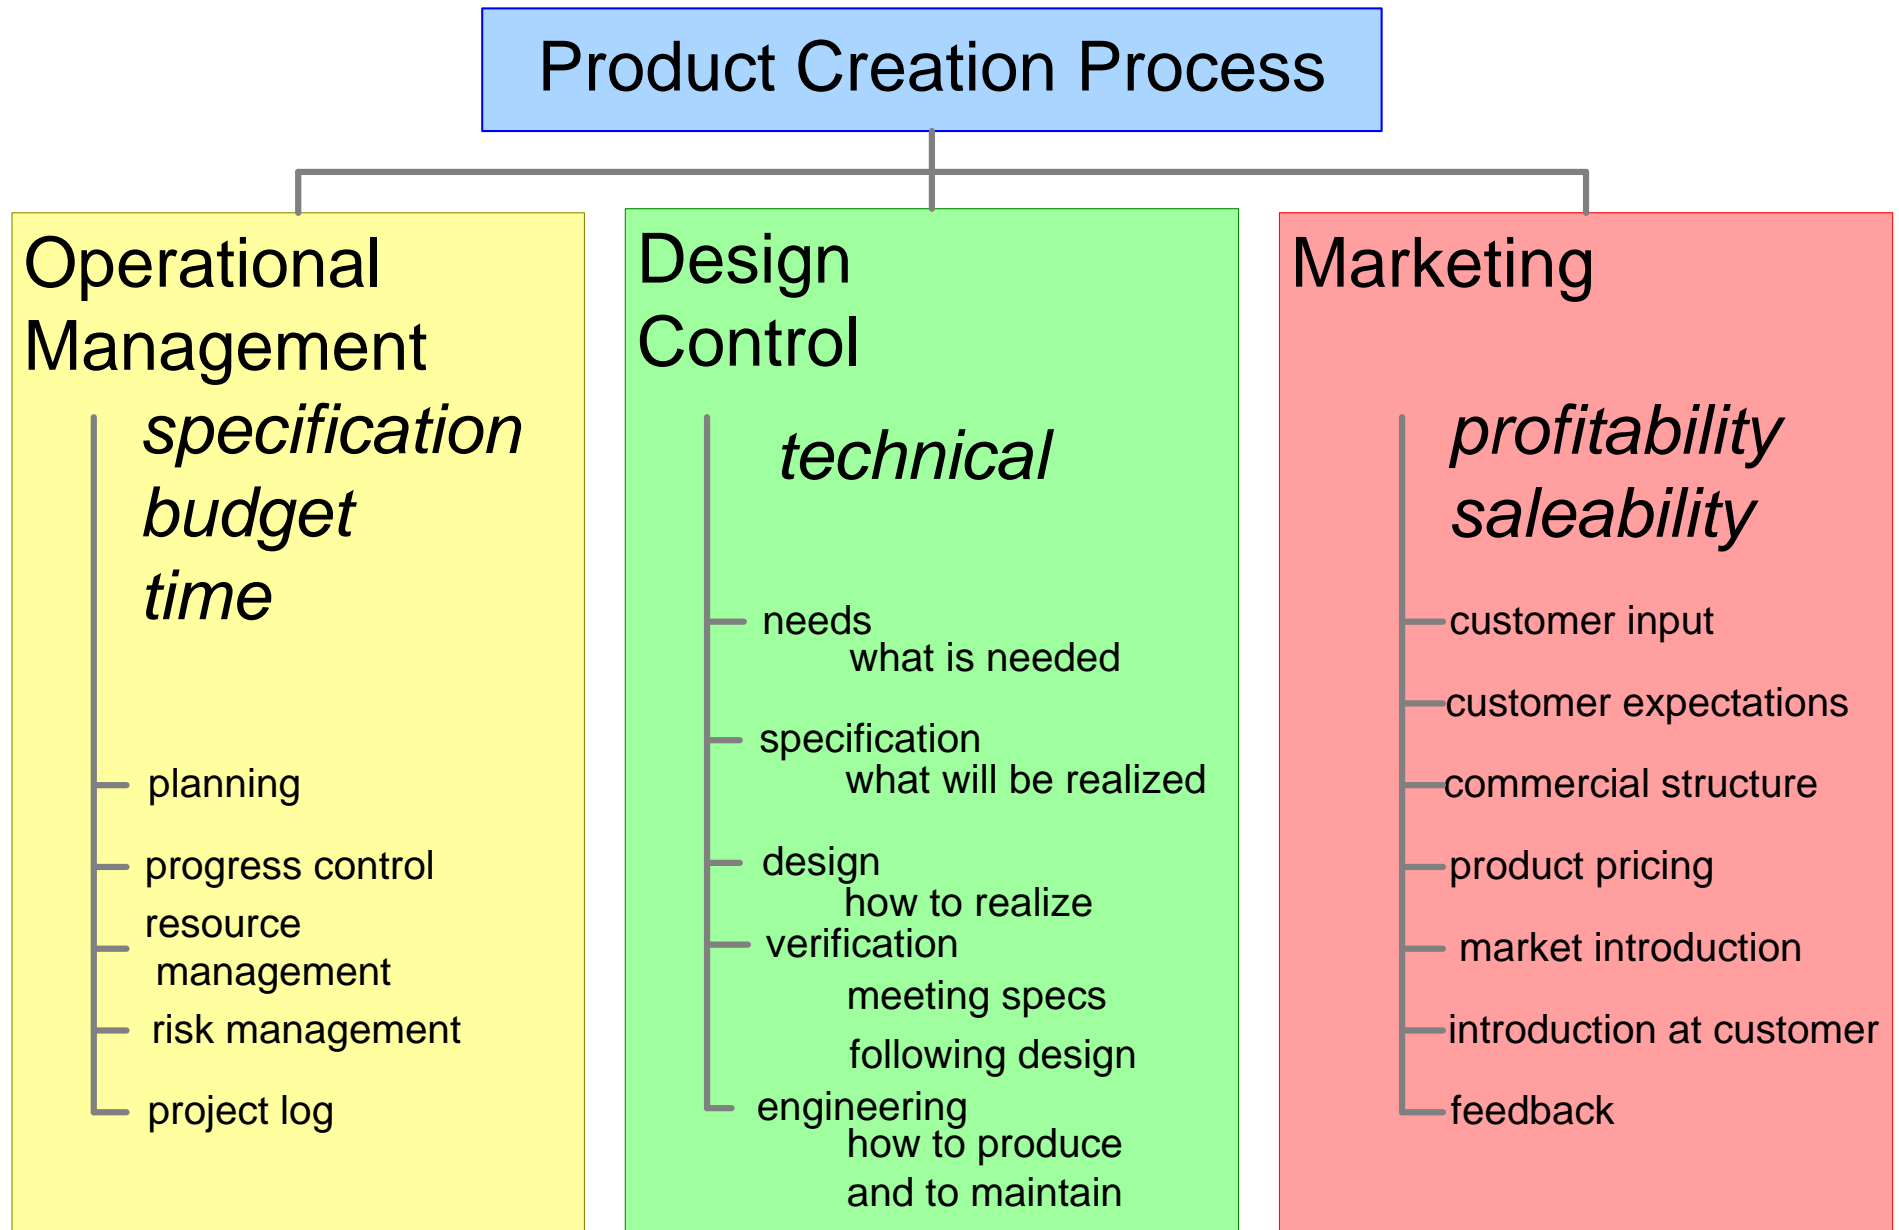 Product Creation Process
Operational
Management
specification
budget
time
planning
progress control
resource
management
risk management
project log
Design
Control
technical
needs
what is needed
specification
what will be realized
design
how to realize
verification
meeting specs
following design
engineering
how to produce
and to maintain
Marketing
profitability
saleability
customer input
customer expectations
commercial structure
product pricing
market introduction
introduction at customer
feedback